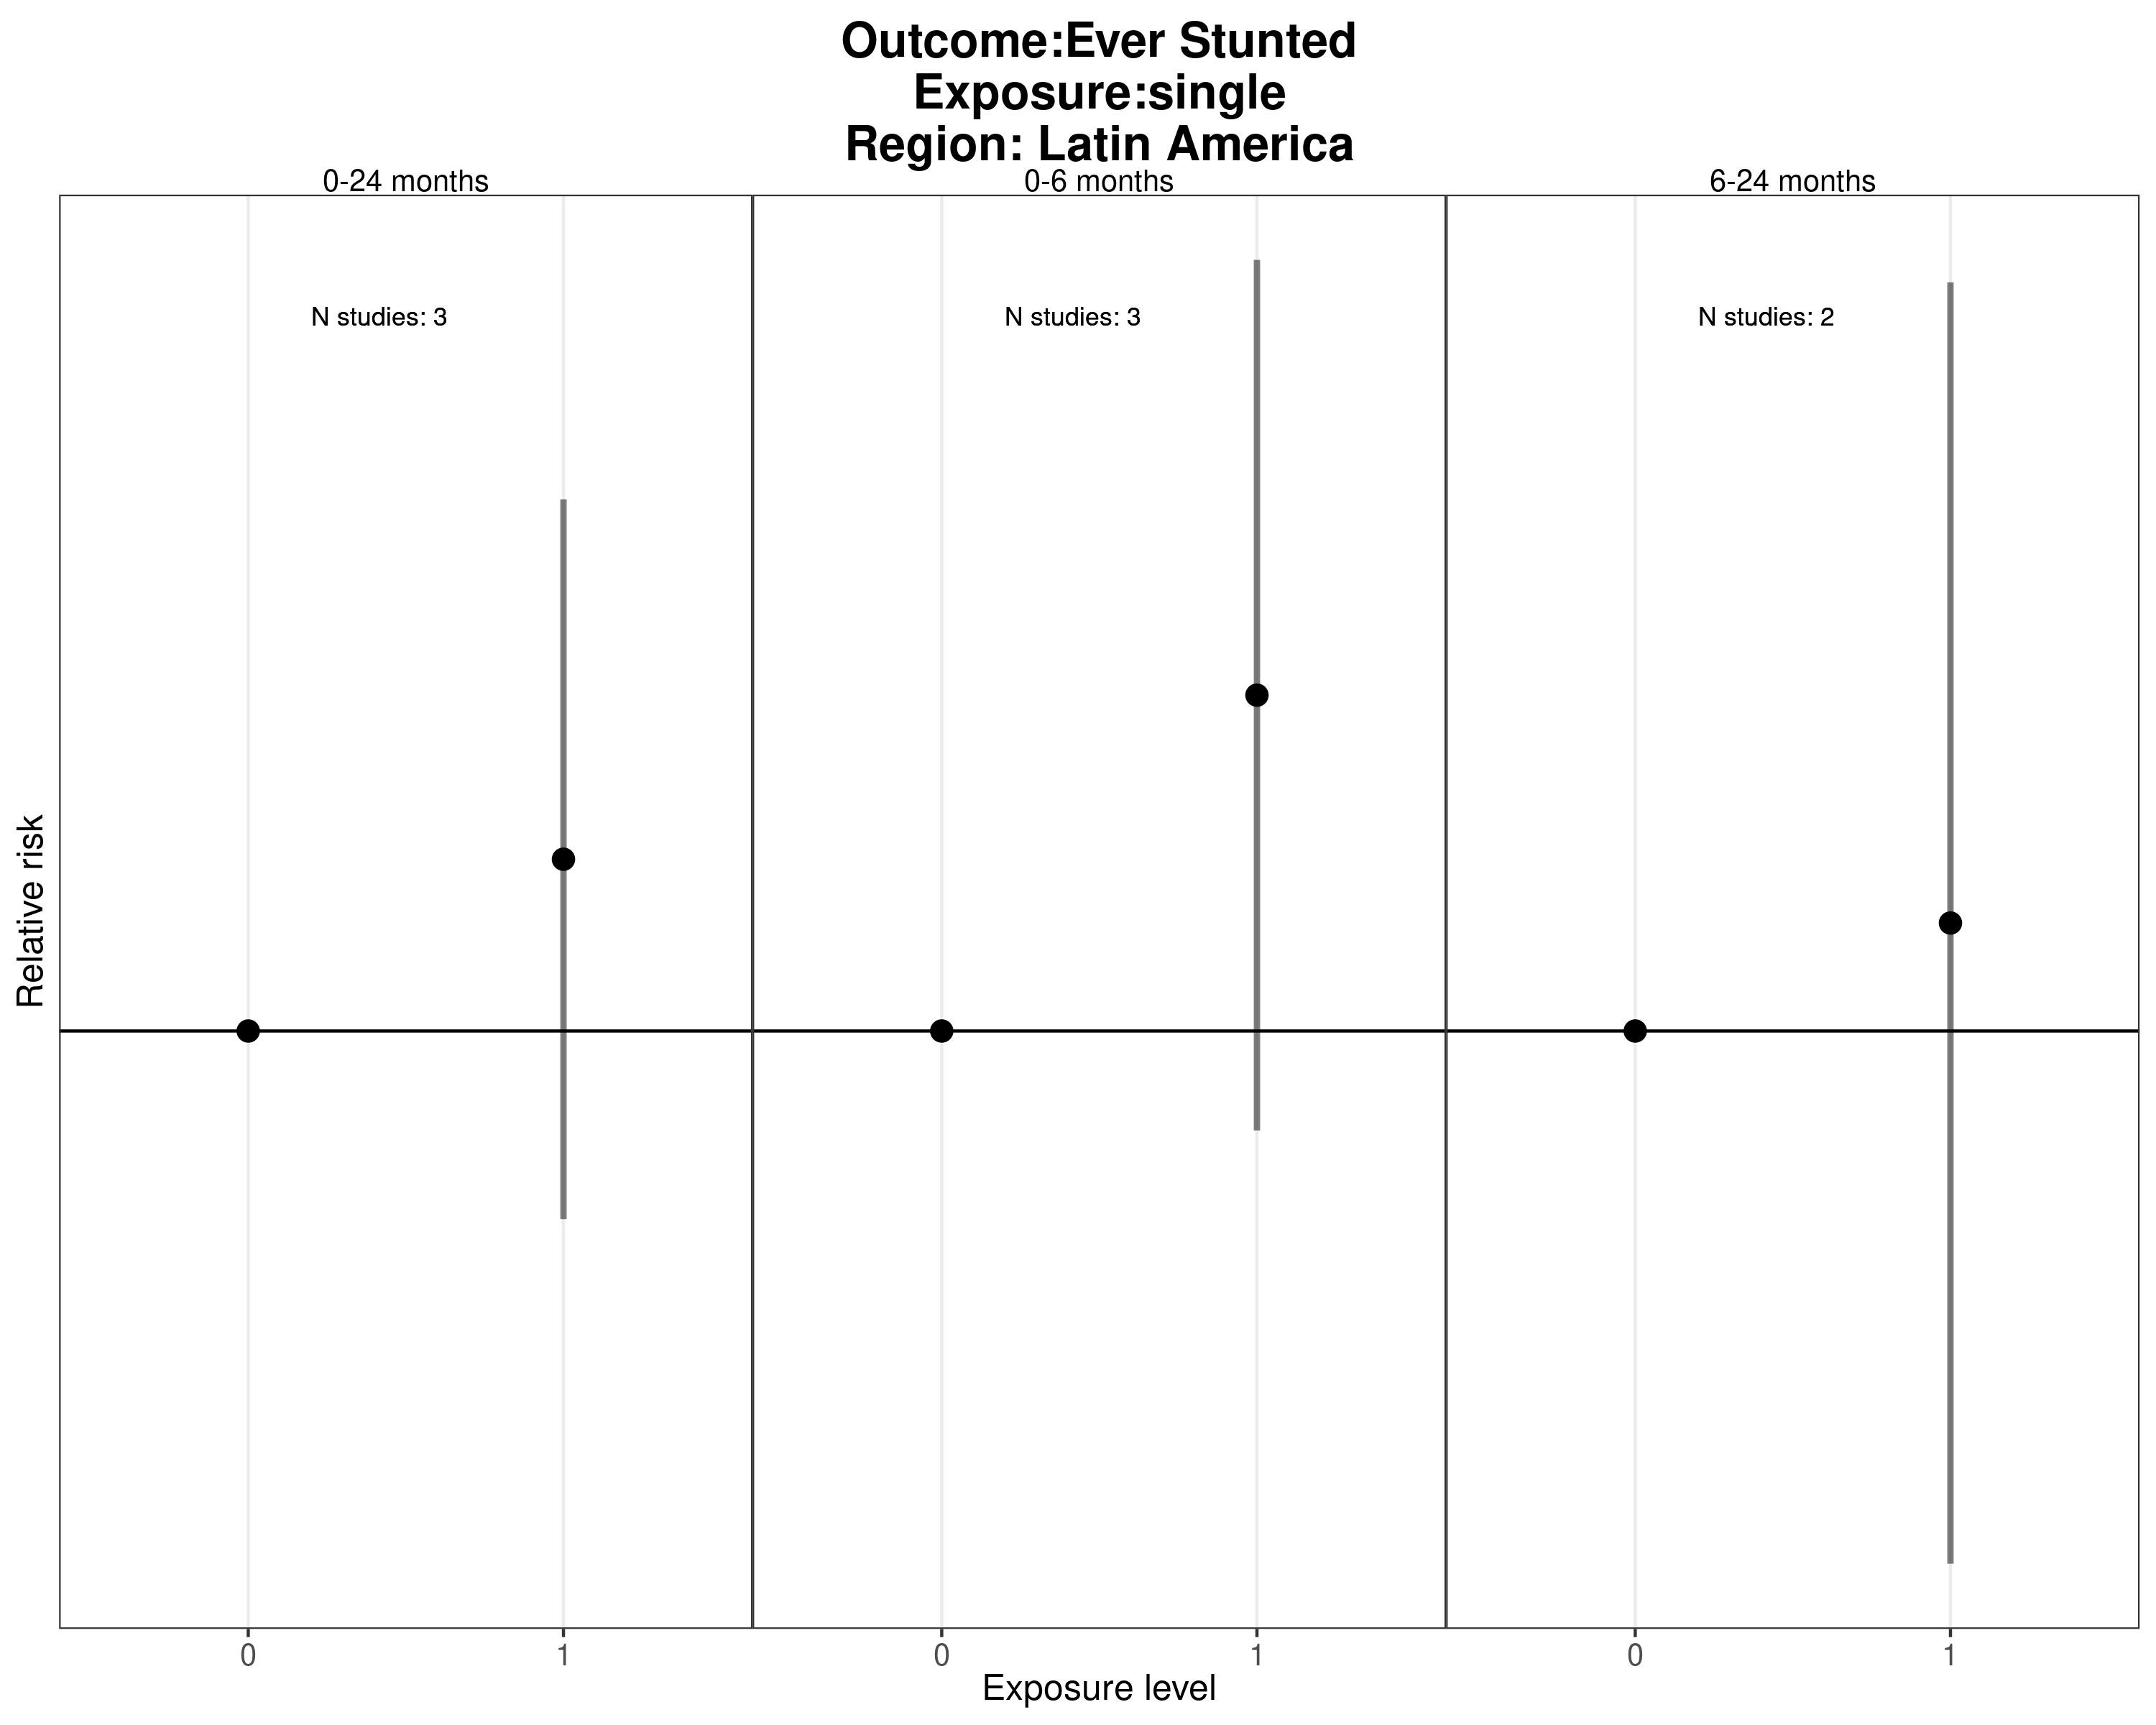 Outcome:Ever Stunted
Exposure:single
Region: Latin America
0-24 months
0-6 months
6-24 months
N studies: 3
N studies: 3
N studies: 2
Relative risk
0
1
0
1
0
1
Exposure level